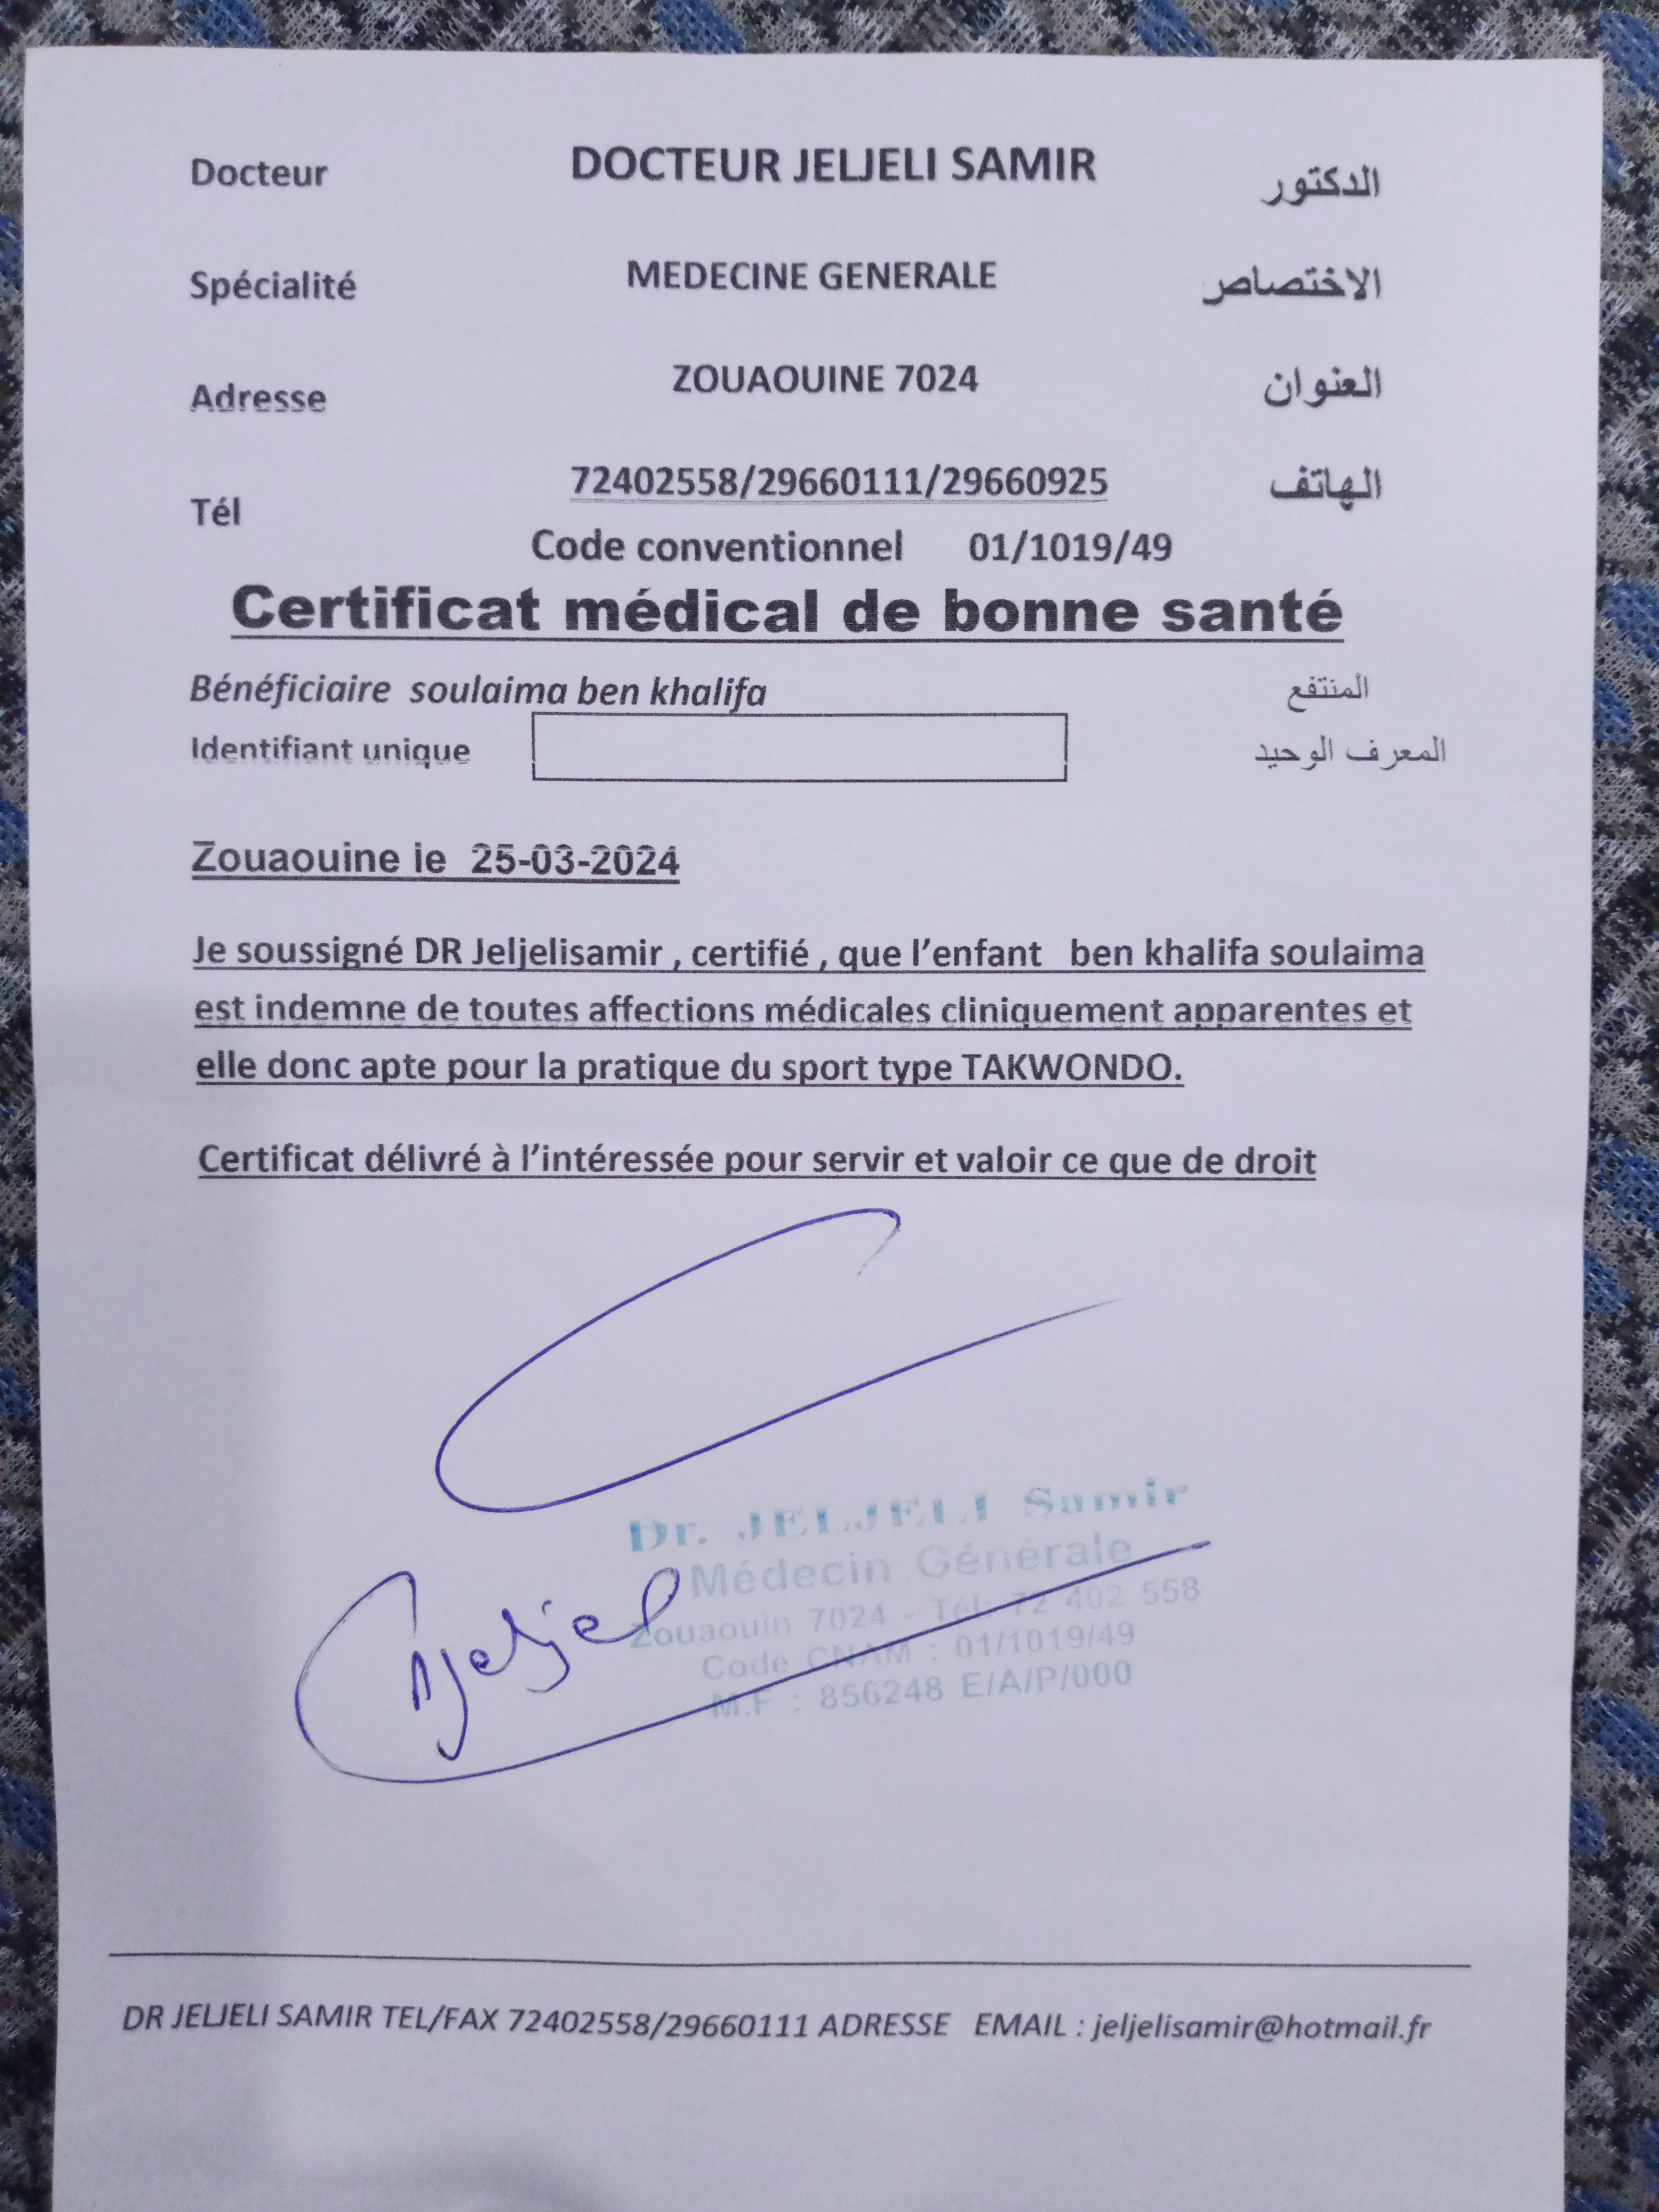 Docteur DOCTEUR JELJELI SAMIR الدكتور
Spécialité MEDECINE GENERALE الاختصاص
Adresse ZOUAOUINE 7024 العنوان
Tél 72402558/29660111/29660925 الهاتف
Code conventionnel 01/1019/49
Certificat médical de bonne santé
Bénéficiaire soulaima ben khalifa المنتفع
Identifiant unique المعرف الوحيد
Zouaouine le 25-03-2024
Je soussigné DR Jeljelisamir , certifié , que l'enfant ben khalifa soulaima
est indemne de toutes affections médicales cliniquement apparentes et
elle donc apte pour la pratique du sport type TAKWONDO.
Certificat délivré à l'intéressée pour servir et valoir ce que de droit
Dr. JELJELI Samir
Médecin Générale
Zouaouin 7024 - Tél: 72 402 558
Code CNAM : 01/1019/49
M.F : 856248 E/A/P/000
DR JELJELI SAMIR TEL/FAX 72402558/29660111 ADRESSE EMAIL : jeljelisamir@hotmail.fr